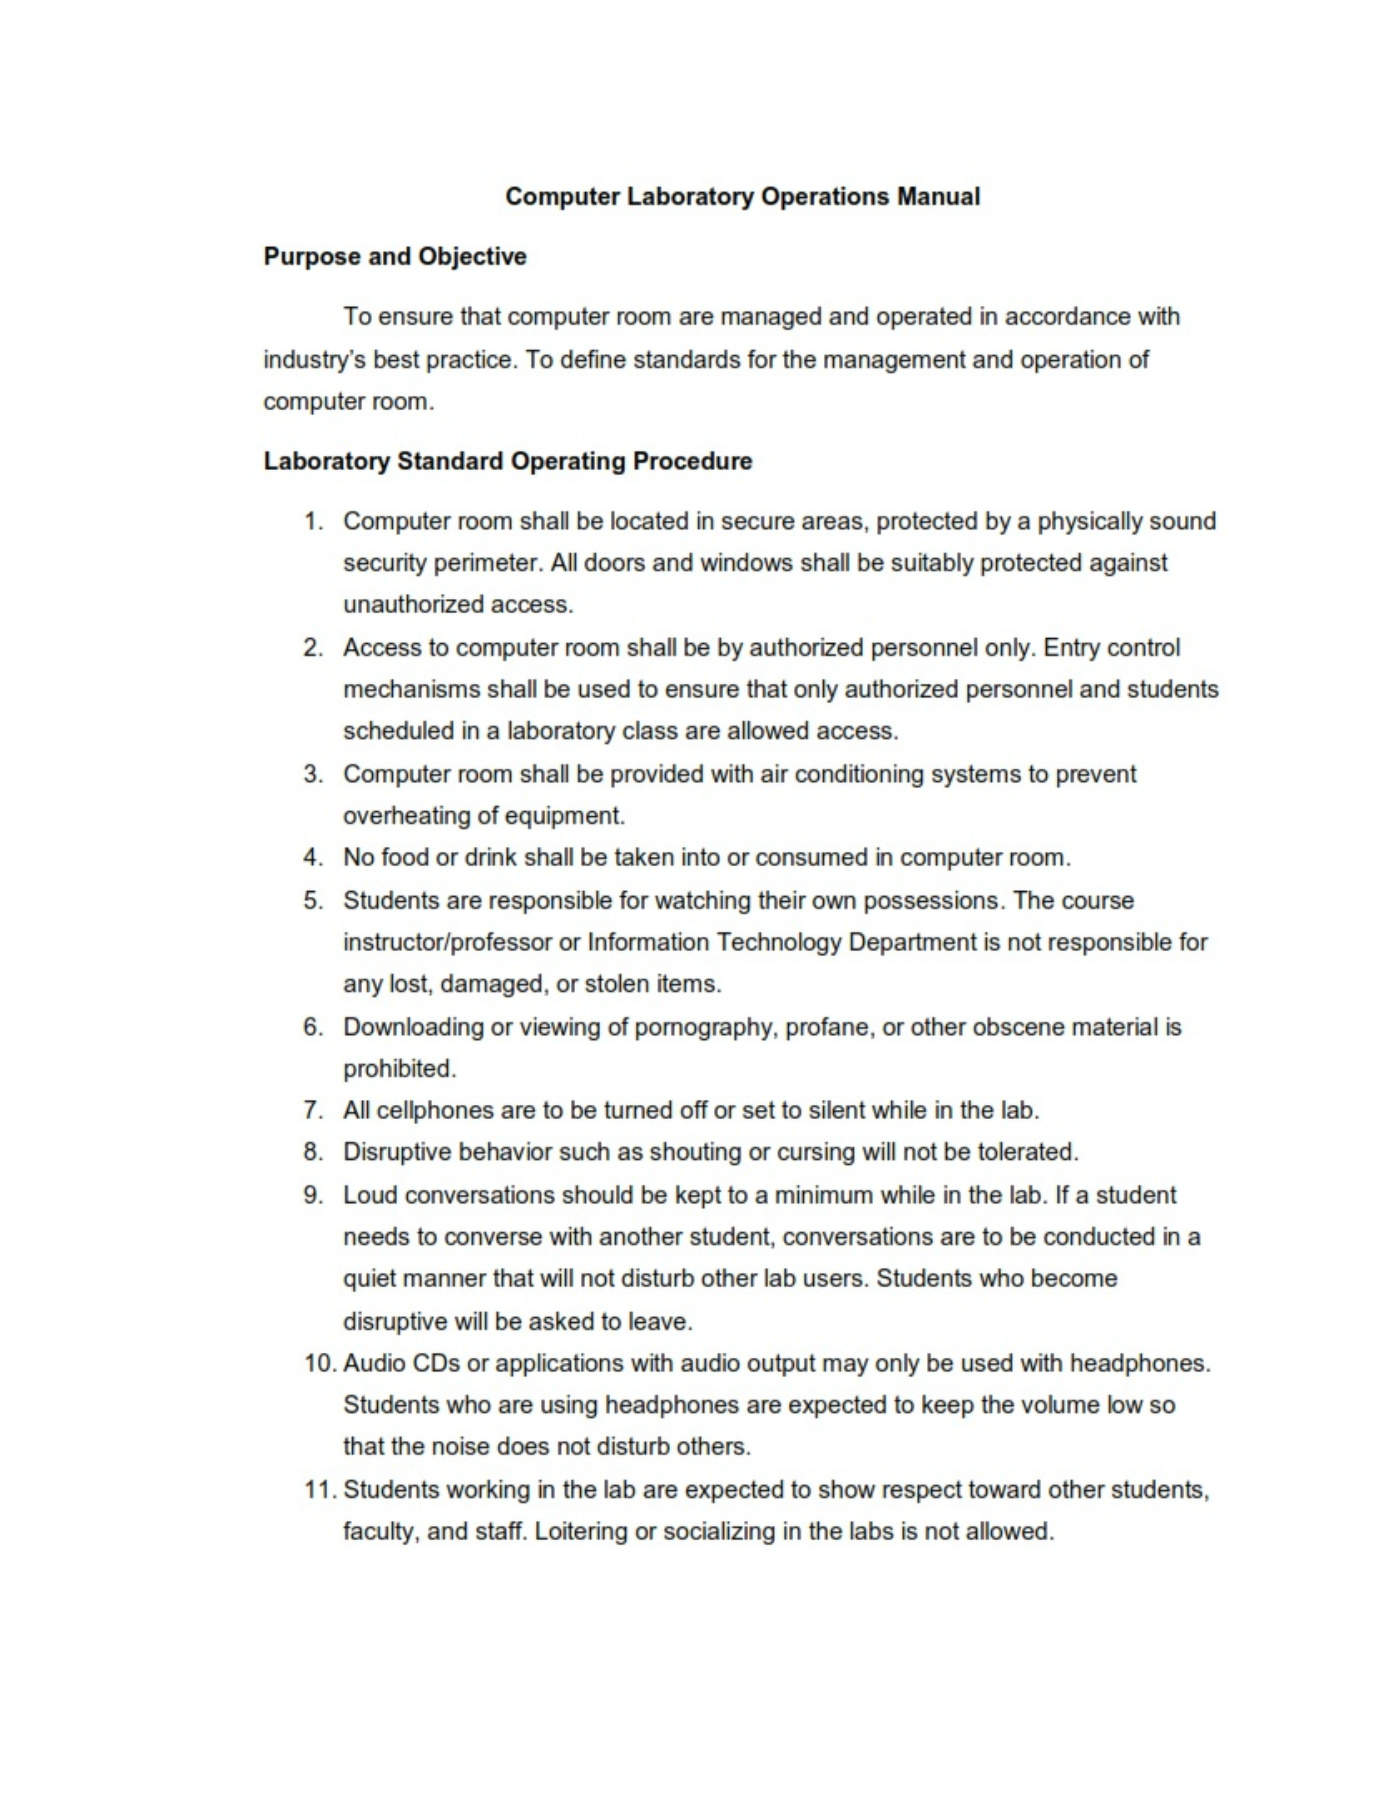 Computer Laboratory Operations Manual
Purpose and Objective
To ensure that computer room are managed and operated in accordance with
industry's best practice. To define standards for the management and operation of
computer room.
Laboratory Standard Operating Procedure
1. Computer room shall be located in secure areas, protected by a physically sound
security perimeter. All doors and windows shall be suitably protected against
unauthorized access.
2. Access to computer room shall be by authorized personnel only. Entry control
mechanisms shall be used to ensure that only authorized personnel and students
scheduled in a laboratory class are allowed access.
3. Computer room shall be provided with air conditioning systems to prevent
overheating of equipment.
4. No food or drink shall be taken into or consumed in computer room.
5. Students are responsible for watching their own possessions. The course
instructor/professor or Information Technology Department is not responsible for
any lost, damaged, or stolen items.
6. Downloading or viewing of pornography, profane, or other obscene material is
prohibited.
7. All cellphones are to be turned off or set to silent while in the lab.
8. Disruptive behavior such as shouting or cursing will not be tolerated.
9. Loud conversations should be kept to a minimum while in the lab. If a student
needs to converse with another student, conversations are to be conducted in a
quiet manner that will not disturb other lab users. Students who become
disruptive will be asked to leave.
10. Audio CDs or applications with audio output may only be used with headphones.
Students who are using headphones are expected to keep the volume low so
that the noise does not disturb others.
11. Students working in the lab are expected to show respect toward other students,
faculty, and staff. Loitering or socializing in the labs is not allowed.